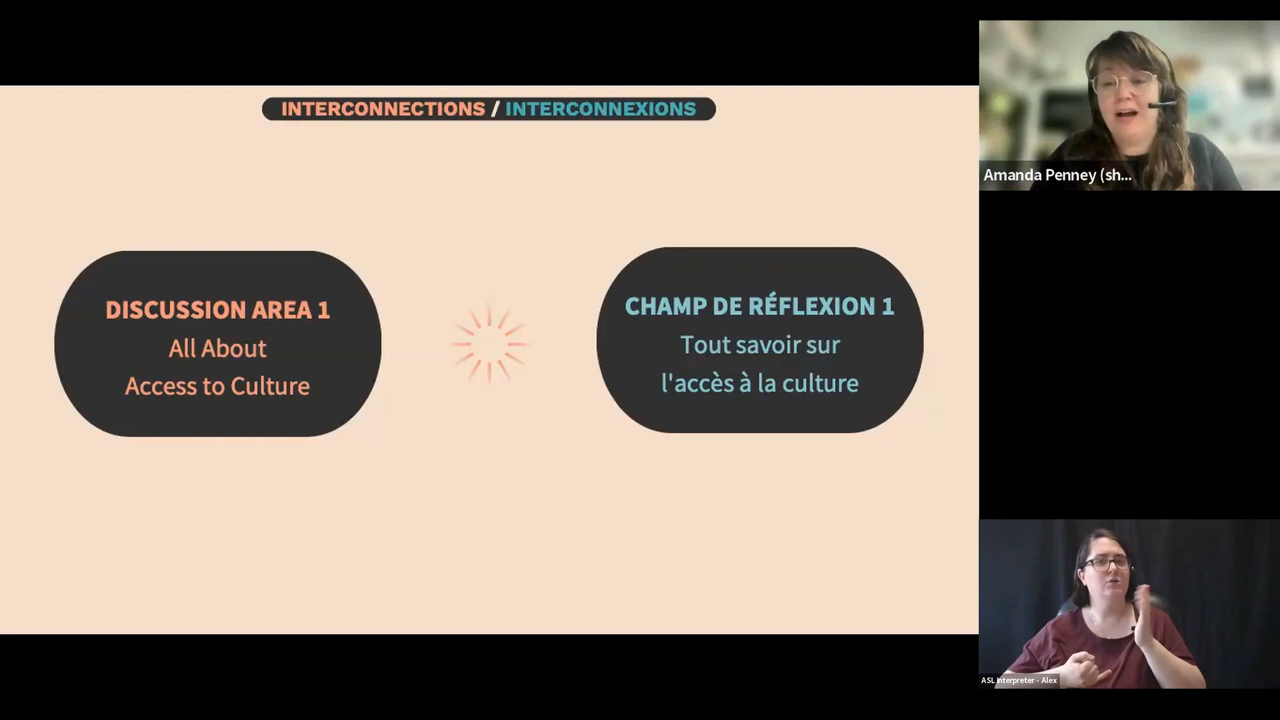 INTERCONNECTIONS / INTERCONNEXIONS
DISCUSSION AREA 1
All About
Access to Culture
CHAMP DE RÉFLEXION 1
Tout savoir sur
l'accès à la culture
Amanda Penney (sh...
ASL Interpreter - Alex